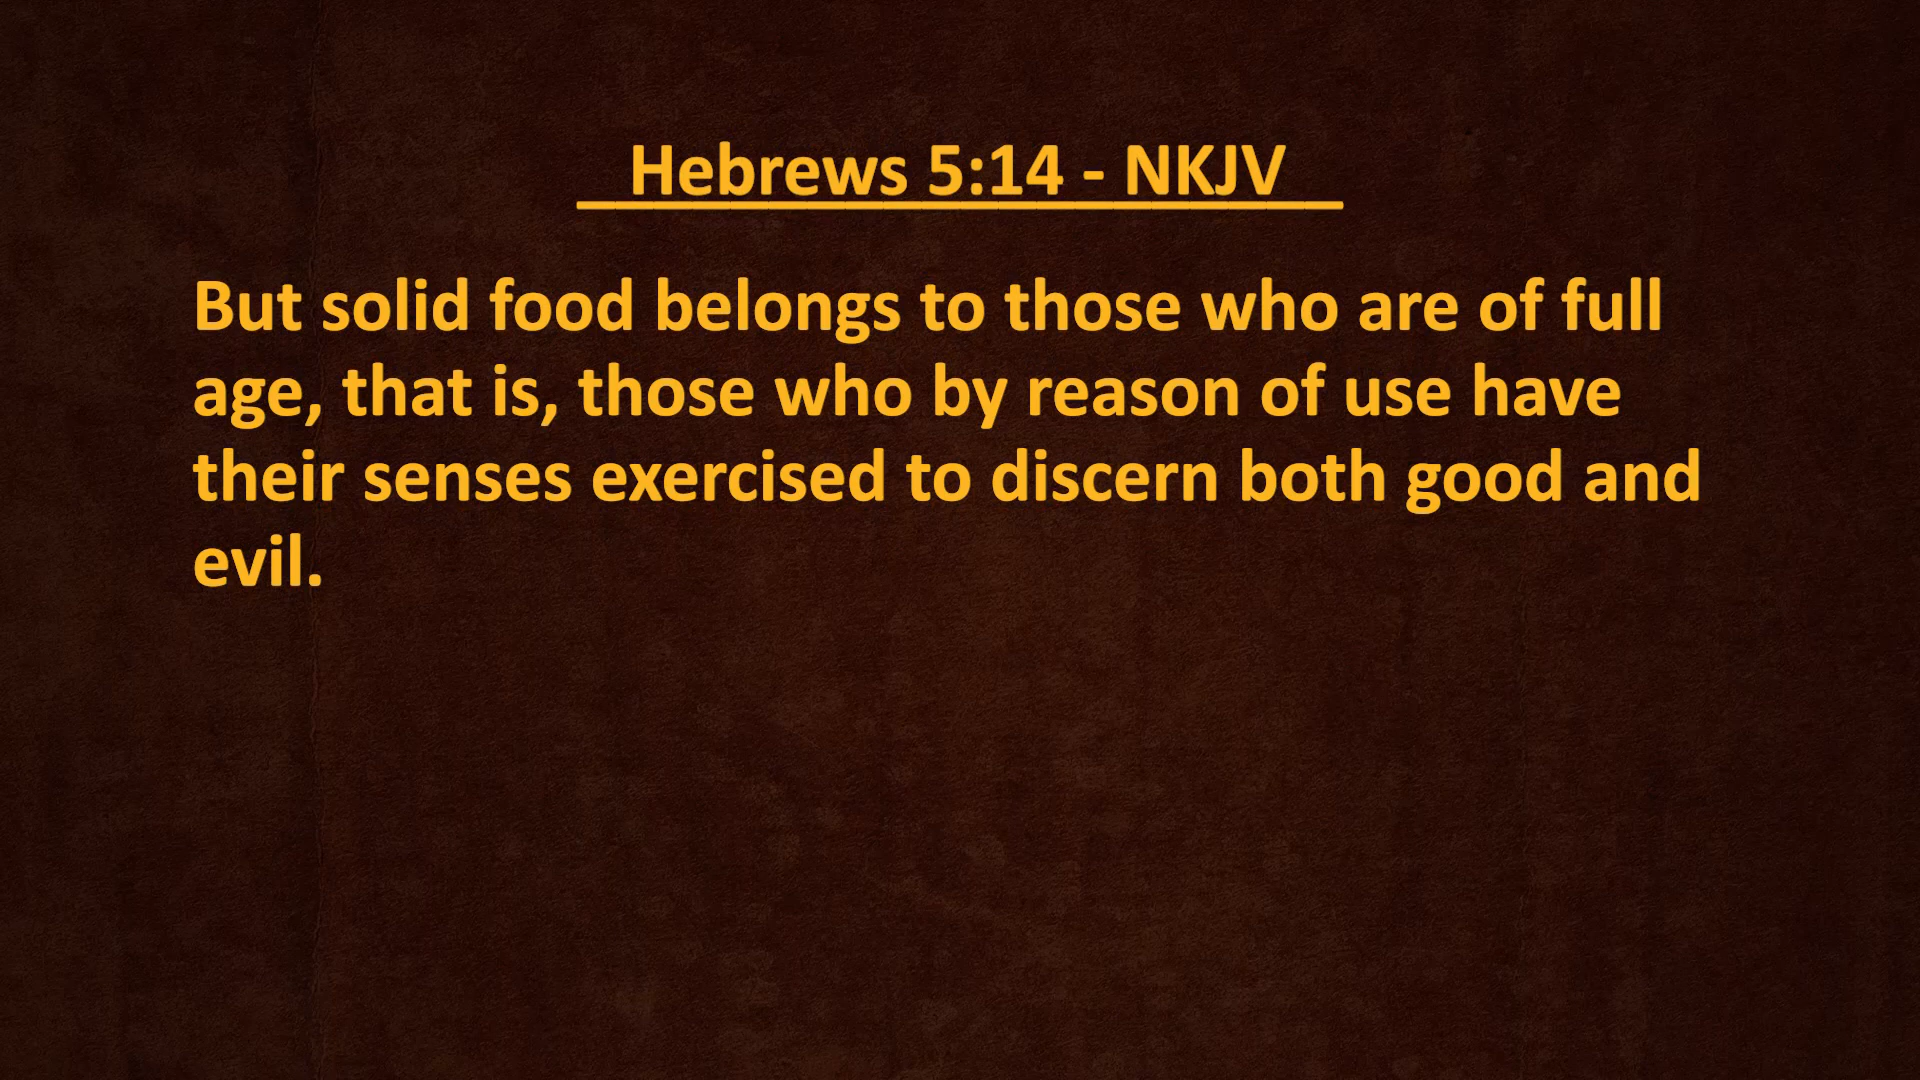 Hebrews 5:14 - NKJV
But solid food belongs to those who are of full
age, that is, those who by reason of use have
their senses exercised to discern both good and
evil.